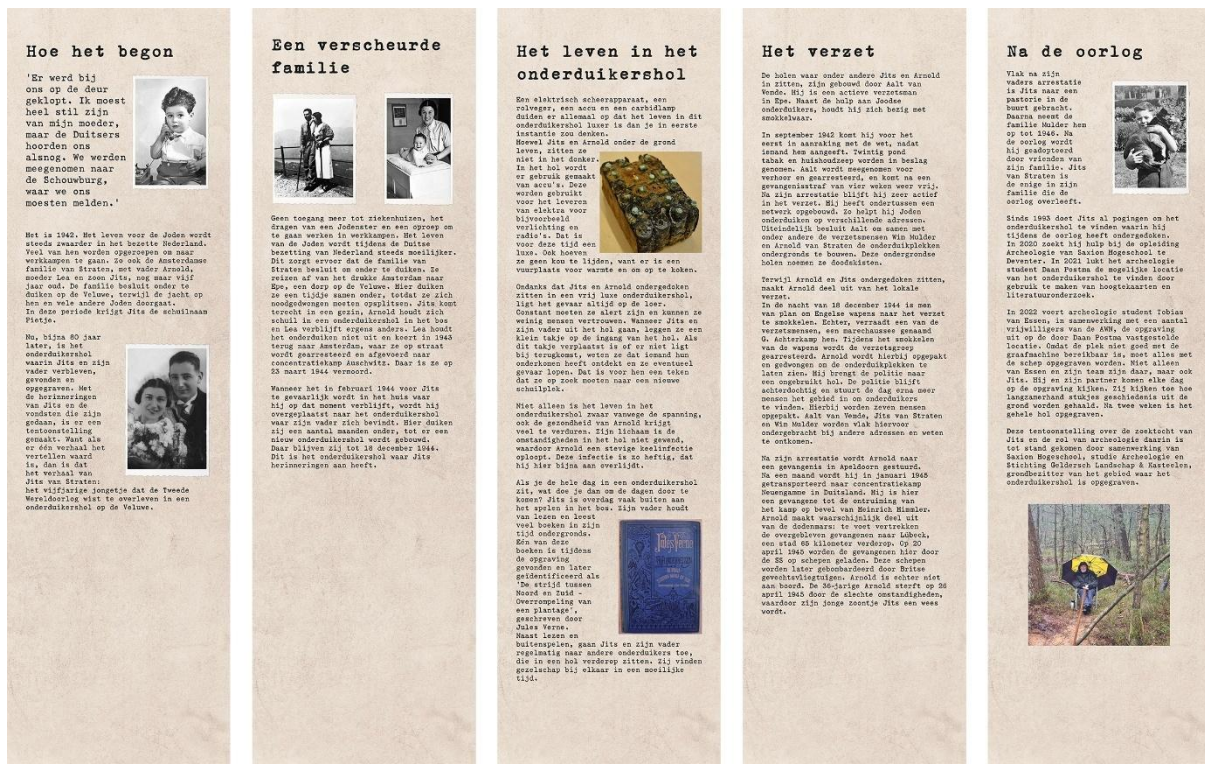 Hoe het begon
'Er werd bij
ons op de deur
geklopt. Ik moest
heel stil zijn
van mijn moeder,
maar de Duitsers
hoorden ons
alsnog. We werden
meegenomen naar
de Schouwburg,
waar we ons
moesten melden.'
Het is 1942. Het leven voor de Joden wordt
steeds zwaarder in het bezette Nederland.
Veel van hen worden opgeroepen om naar
werkkampen te gaan. Zo ook de Amsterdamse
familie van Straten, met vader Arnold,
moeder Lea en zoon Jits, nog maar vijf
jaar oud. De familie besluit onder te
duiken op de Veluwe, terwijl de jacht op
hen en vele andere Joden doorgaat.
In deze periode krijgt Jits de schuilnaam
Pietje.
Nu, bijna 80 jaar
later, is het
onderduikershol
waarin Jits en zijn
vader verbleven,
gevonden en
opgegraven. Met
de herinneringen
van Jits en de
vondsten die zijn
gedaan, is er een
tentoonstelling
gemaakt. Want als
er één verhaal het
vertellen waard
is, dan is dat
het verhaal van
Jits van Straten:
het vijfjarige jongetje dat de Tweede
Wereldoorlog wist te overleven in een
onderduikershol op de Veluwe.
Een verscheurde
familie
Geen toegang meer tot ziekenhuizen, het
dragen van een Jodenster en een oproep om
te gaan werken in werkkampen. Het leven
van de Joden wordt tijdens de Duitse
bezetting van Nederland steeds moeilijker.
Dit zorgt ervoor dat de familie van
Straten besluit om onder te duiken. Ze
reizen af van het drukke Amsterdam naar
Epe, een dorp op de Veluwe. Hier duiken
ze een tijdje samen onder, totdat ze zich
noodgedwongen moeten opsplitsen. Jits komt
terecht in een gezin, Arnold houdt zich
schuil in een onderduikershol in het bos
en Lea verblijft ergens anders. Lea houdt
het onderduiken niet uit en keert in 1943
terug naar Amsterdam, waar ze op straat
wordt gearresteerd en afgevoerd naar
concentratiekamp Auschwitz. Daar is ze op
23 maart 1944 vermoord.
Wanneer het in februari 1944 voor Jits
te gevaarlijk wordt in het huis waar
hij op dat moment verblijft, wordt hij
overgeplaatst naar het onderduikershol
waar zijn vader zich bevindt. Hier duiken
zij een aantal maanden onder, tot er een
nieuw onderduikershol wordt gebouwd.
Daar blijven zij tot 18 december 1944.
Dit is het onderduikershol waar Jits
herinneringen aan heeft.
Het leven in het
onderduikershol
Een elektrisch scheerapparaat, een
rolveger, een accu en een carbidlamp
duiden er allemaal op dat het leven in dit
onderduikershol luxer is dan je in eerste
instantie zou denken.
Hoewel Jits en Arnold onder de grond
leven, zitten ze
niet in het donker.
In het hol wordt
er gebruik gemaakt
van accu's. Deze
worden gebruikt
voor het leveren
van elektra voor
bijvoorbeeld
verlichting en
radio's. Dat is
voor deze tijd een
luxe. Ook hoeven
ze geen kou te lijden, want er is een
vuurplaats voor warmte en om op te koken.
Ondanks dat Jits en Arnold ondergedoken
zitten in een vrij luxe onderduikershol,
ligt het gevaar altijd op de loer.
Constant moeten ze alert zijn en kunnen ze
weinig mensen vertrouwen. Wanneer Jits en
zijn vader uit het hol gaan, leggen ze een
klein takje op de ingang van het hol. Als
dit takje verplaatst is of er niet ligt
bij terugkomst, weten ze dat iemand hun
onderkomen heeft ontdekt en ze eventueel
gevaar lopen. Dat is voor hen een teken
dat ze op zoek moeten naar een nieuwe
schuilplek.
Niet alleen is het leven in het
onderduikershol zwaar vanwege de spanning,
ook de gezondheid van Arnold krijgt
veel te verduren. Zijn lichaam is de
omstandigheden in het hol niet gewend,
waardoor Arnold een stevige keelinfectie
oploopt. Deze infectie is zo heftig, dat
hij hier bijna aan overlijdt.
Als je de hele dag in een onderduikershol
zit, wat doe je dan om de dagen door te
komen? Jits is overdag vaak buiten aan
het spelen in het bos. Zijn vader houdt
van lezen en leest
veel boeken in zijn
tijd ondergronds.
Eén van deze
boeken is tijdens
de opgraving
gevonden en later
geïdentificeerd als
'De strijd tussen
Noord en Zuid -
Overrompeling van
een plantage',
geschreven door
Jules Verne.
Naast lezen en
buitenspelen, gaan Jits en zijn vader
regelmatig naar andere onderduikers toe,
die in een hol verderop zitten. Zij vinden
gezelschap bij elkaar in een moeilijke
tijd.
Jules Verne
Het verzet
De holen waar onder andere Jits en Arnold
in zitten, zijn gebouwd door Aalt van
Vemde. Hij is een actieve verzetsman
in Epe. Naast de hulp aan Joodse
onderduikers, houdt hij zich bezig met
smokkelwaar.
In september 1942 komt hij voor het
eerst in aanraking met de wet, nadat
iemand hem aangeeft. Twintig pond
tabak en huishoudzeep worden in beslag
genomen. Aalt wordt meegenomen voor
verhoor en gearresteerd, en komt na een
gevangenisstraf van vier weken weer vrij.
Na zijn arrestatie blijft hij zeer actief
in het verzet. Hij heeft ondertussen een
netwerk opgebouwd. Zo helpt hij Joden
onderduiken op verschillende adressen.
Uiteindelijk besluit Aalt om samen met
onder andere de verzetsmensen Wim Mulder
en Arnold van Straten de onderduikplekken
ondergronds te bouwen. Deze ondergrondse
holen noemen ze doodskisten.
Terwijl Arnold en Jits ondergedoken zitten,
maakt Arnold deel uit van het lokale
verzet.
In de nacht van 18 december 1944 is men
van plan om Engelse wapens naar het verzet
te smokkelen. Echter, verraadt een van de
verzetsmensen, een marechaussee genaamd
G. Achterkamp hen. Tijdens het smokkelen
van de wapens wordt de verzetsgroep
gearresteerd. Arnold wordt hierbij opgepakt
en gedwongen om de onderduikplekken te
laten zien. Hij brengt de politie naar
een ongebruikt hol. De politie blijft
achterdochtig en stuurt de dag erna meer
mensen het gebied in om onderduikers
te vinden. Hierbij worden zeven mensen
opgepakt. Aalt van Vemde, Jits van Straten
en Wim Mulder worden vlak hiervoor
ondergebracht bij andere adressen en weten
te ontkomen.
Na zijn arrestatie wordt Arnold naar
een gevangenis in Apeldoorn gestuurd.
Na een maand wordt hij in januari 1945
getransporteerd naar concentratiekamp
Neuengamme in Duitsland. Hij is hier
een gevangene tot de ontruiming van
het kamp op bevel van Heinrich Himmler.
Arnold maakt waarschijnlijk deel uit
van de dodenmars: te voet vertrekken
de overgebleven gevangenen naar Lübeck,
een stad 65 kilometer verderop. Op 20
april 1945 worden de gevangenen hier door
de SS op schepen geladen. Deze schepen
worden later gebombardeerd door Britse
gevechtsvliegtuigen. Arnold is echter niet
aan boord. De 36-jarige Arnold sterft op 26
april 1945 door de slechte omstandigheden,
waardoor zijn jonge zoontje Jits een wees
wordt.
Na de oorlog
Vlak na zijn
vaders arrestatie
is Jits naar een
pastorie in de
buurt gebracht.
Daarna neemt de
familie Mulder hem
op tot 1946. Na
de oorlog wordt
hij geadopteerd
door vrienden van
zijn familie. Jits
van Straten is
de enige in zijn
familie die de
oorlog overleeft.
Sinds 1993 doet Jits al pogingen om het
onderduikershol te vinden waarin hij
tijdens de oorlog heeft ondergedoken.
In 2020 zoekt hij hulp bij de opleiding
Archeologie van Saxion Hogeschool te
Deventer. In 2021 lukt het archeologie
student Daan Postma de mogelijke locatie
van het onderduikershol te vinden door
gebruik te maken van hoogtekaarten en
literatuuronderzoek.
In 2022 voert archeologie student Tobias
van Essen, in samenwerking met een aantal
vrijwilligers van de AWN, de opgraving
uit op de door Daan Postma vastgestelde
locatie. Omdat de plek niet goed met de
graafmachine bereikbaar is, moet alles met
de schep opgegraven worden. Niet alleen
van Essen en zijn team zijn daar, maar ook
Jits. Hij en zijn partner komen elke dag
op de opgraving kijken. Zij kijken toe hoe
langzamerhand stukjes geschiedenis uit de
grond worden gehaald. Na twee weken is het
gehele hol opgegraven.
Deze tentoonstelling over de zoektocht van
Jits en de rol van archeologie daarin is
tot stand gekomen door samenwerking van
Saxion Hogeschool, studie Archeologie en
Stichting Geldersch Landschap & Kasteelen,
grondbezitter van het gebied waar het
onderduikershol is opgegraven.